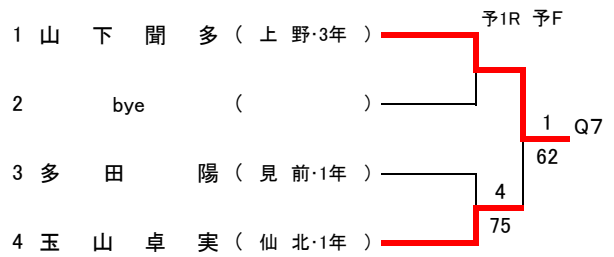 予1R 予F
1 山下聞多 ( 上野・3年 )
2 bye ( )
1 Q7
62
3 多田 陽 ( 見前・1年 )
4
75
4 玉山卓実 ( 仙北・1年 )